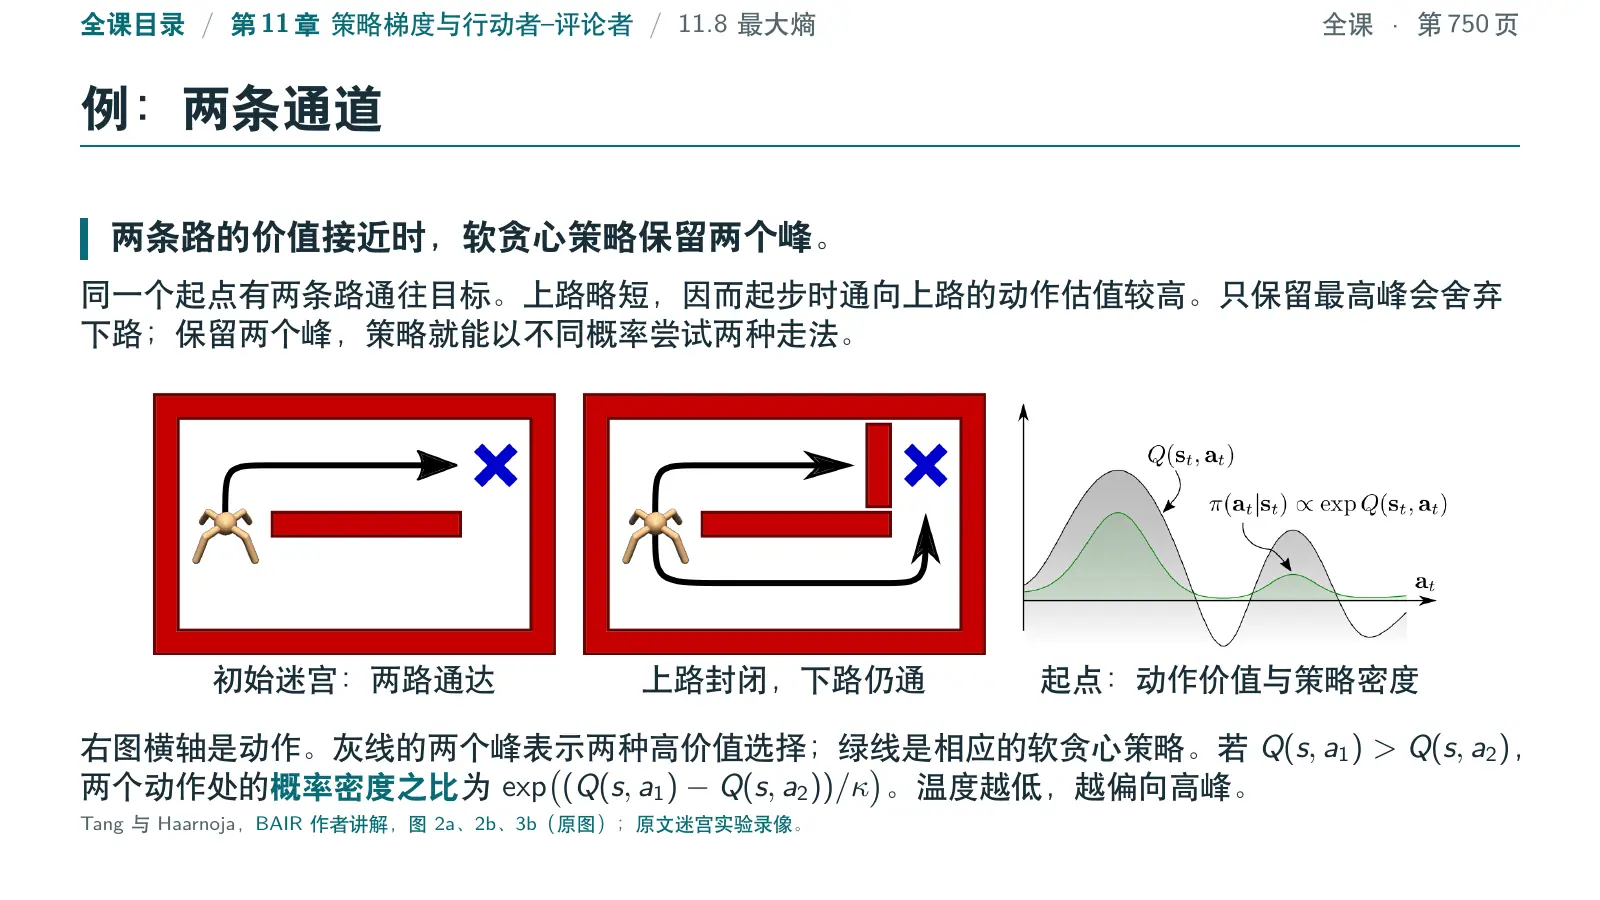 全课目录 / 第 11 章 策略梯度与行动者–评论者 / 11.8 最大熵
全课 · 第 750 页
例：两条通道
两条路的价值接近时，软贪心策略保留两个峰。
同一个起点有两条路通往目标。上路略短，因而起步时通向上路的动作估值较高。只保留最高峰会舍弃
下路；保留两个峰，策略就能以不同概率尝试两种走法。
Q(s_t, a_t)
π(a_t|s_t) ∝ exp Q(s_t, a_t)
a_t
初始迷宫：两路通达
上路封闭，下路仍通
起点：动作价值与策略密度
右图横轴是动作。灰线的两个峰表示两种高价值选择；绿线是相应的软贪心策略。若 Q(s, a₁) > Q(s, a₂)，
两个动作处的概率密度之比为 exp((Q(s, a₁) − Q(s, a₂))/κ)。温度越低，越偏向高峰。
Tang 与 Haarnoja，BAIR 作者讲解，图 2a、2b、3b（原图）；原文迷宫实验录像。